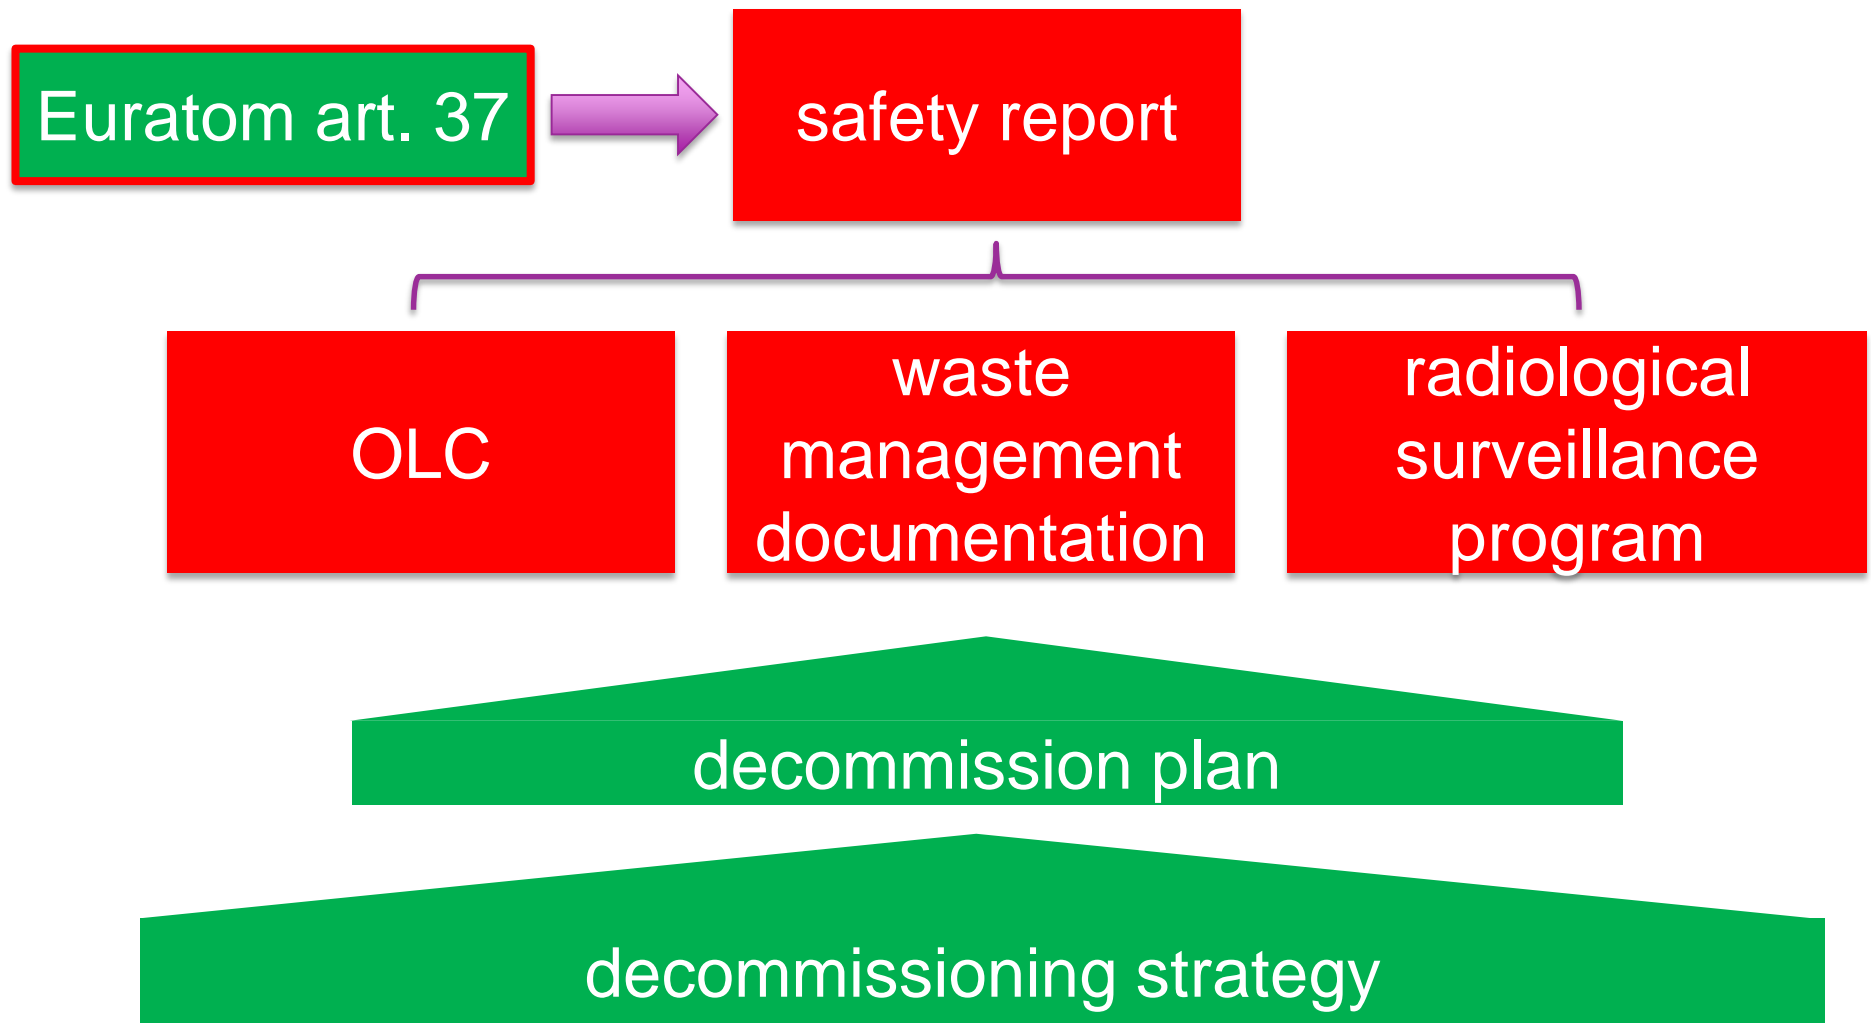 Euratom art. 37
safety report
OLC
waste
management
documentation
radiological
surveillance
program
decommission plan
decommissioning strategy